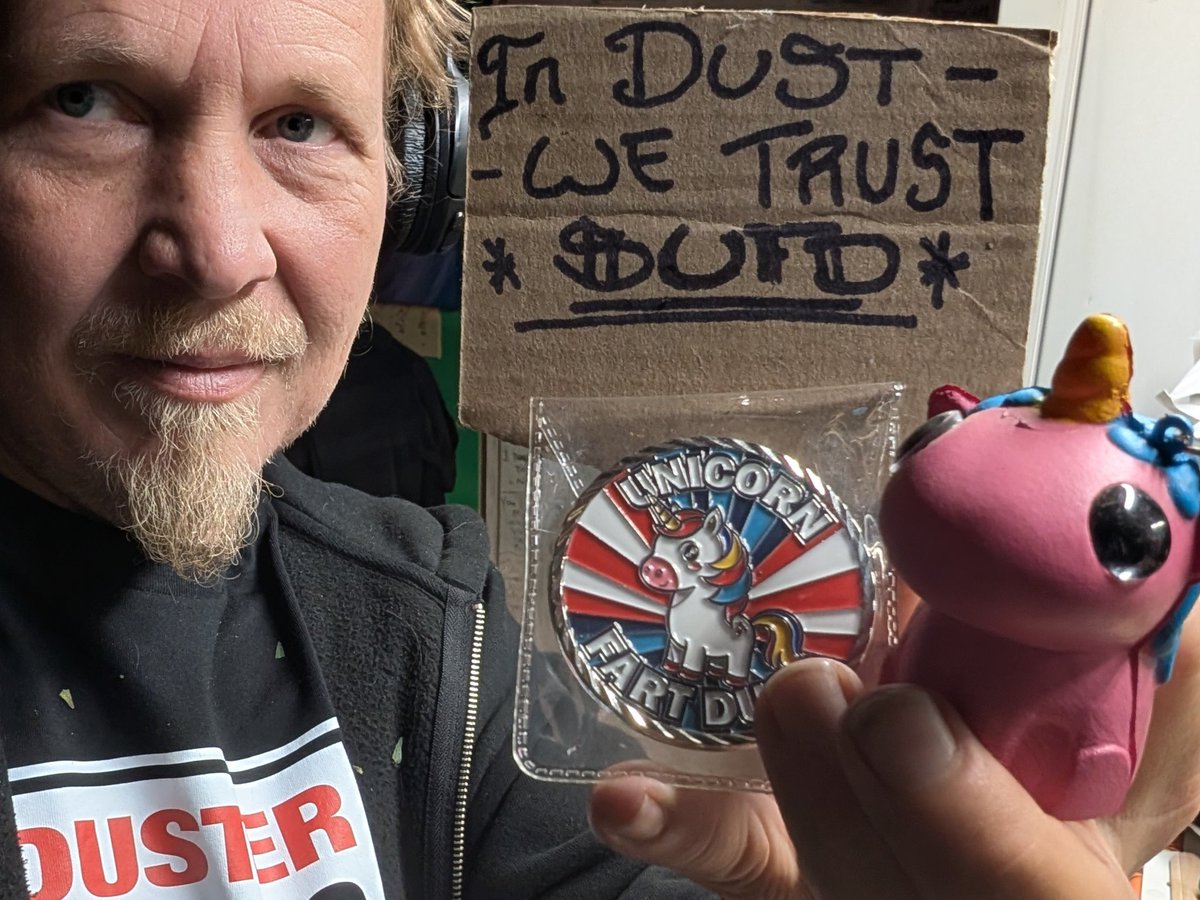 In DUST -
- WE TRUST
* $UFD *
UNICORN
FART DU
DUSTER